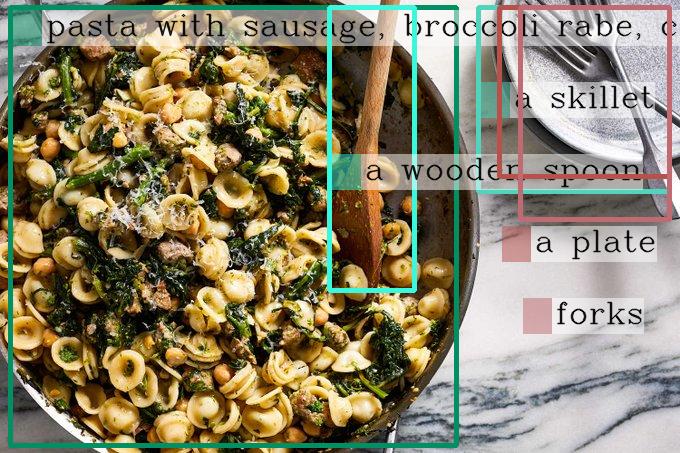 pasta with sausage, broccoli rabe, c
a skillet
a wooden spoon
a plate
forks